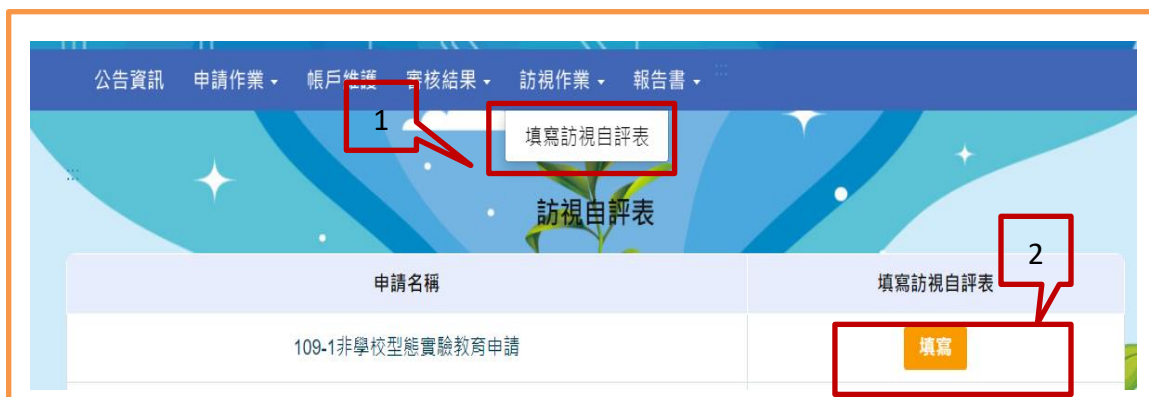 公告資訊 申請作業 帳戶維護 審核結果 訪視作業 報告書
1
填寫訪視自評表
訪視自評表
2
申請名稱 填寫訪視自評表
109-1非學校型態實驗教育申請 填寫